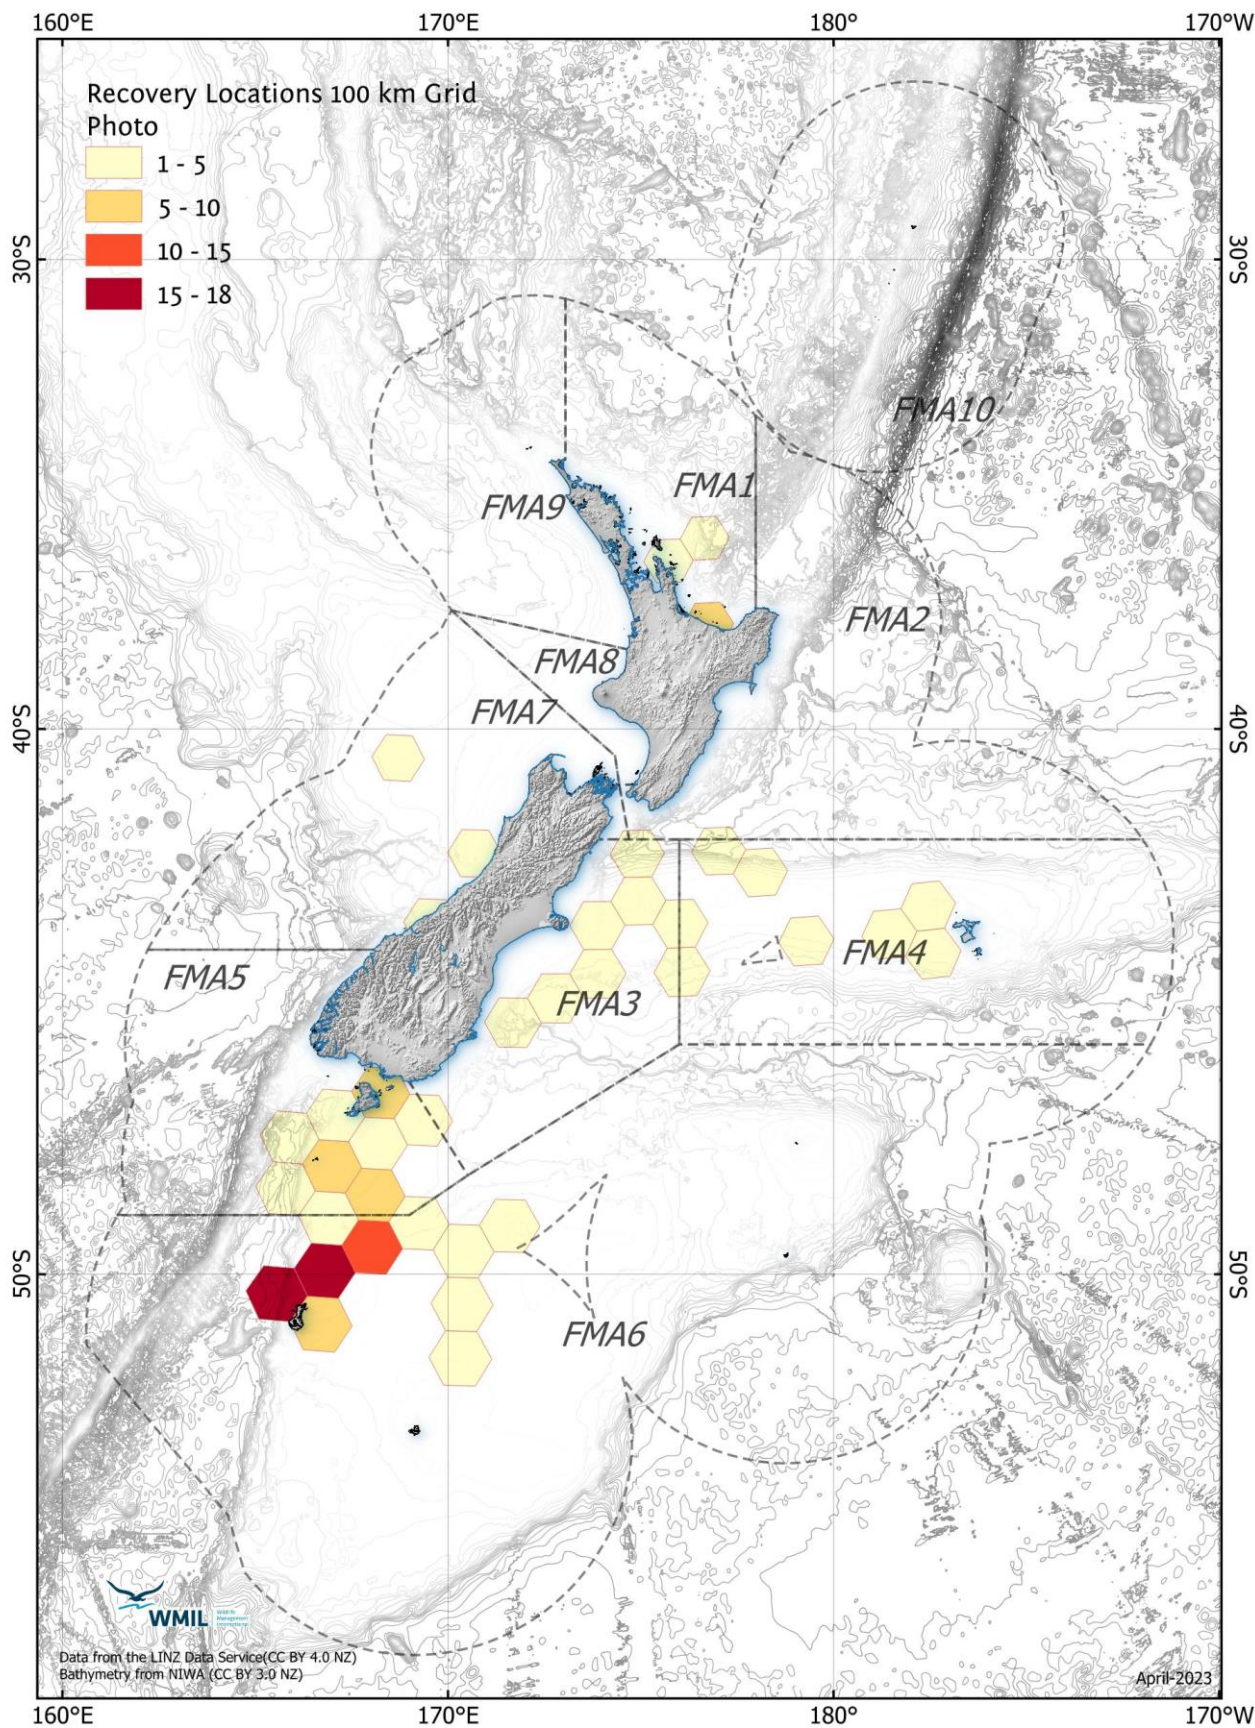 160°E 170°E 180° 170°W
Recovery Locations 100 km Grid
Photo
1 - 5
5 - 10
10 - 15
15 - 18
30°S 30°S
FMA10
FMA1
FMA9
FMA2
FMA8
FMA7
40°S 40°S
FMA4
FMA5
FMA3
50°S 50°S
FMA6
WMIL
Data from the LINZ Data Service(CC BY 4.0 NZ)
Bathymetry from NIWA (CC BY 3.0 NZ)
April-2023
160°E 170°E 180° 170°W